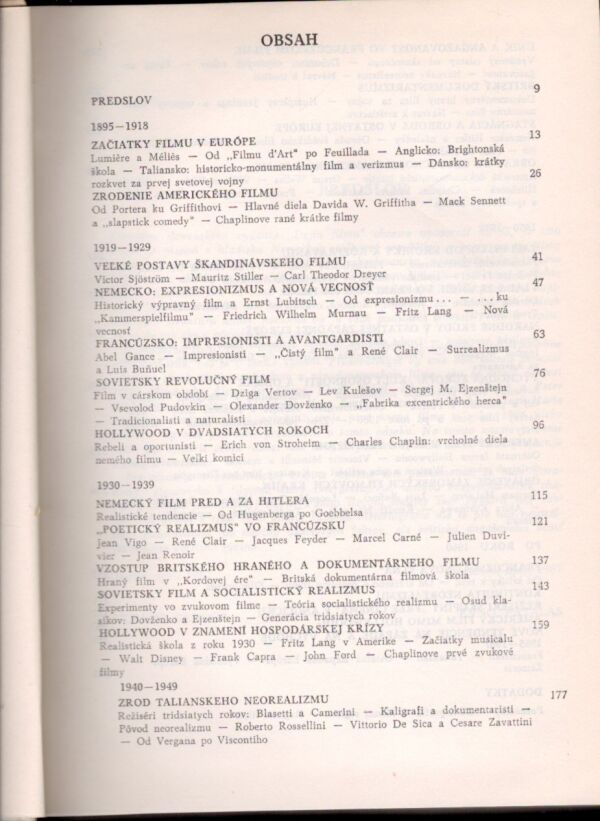 OBSAH
PREDSLOV 9
1895—1918
ZAČIATKY FILMU V EURÓPE 13
Lumière a Méliès — Od „Filmu d'Art" po Feuillada — Anglicko: Brightonská
škola — Taliansko: historicko-monumentálny film a verizmus — Dánsko: krátky
rozkvet za prvej svetovej vojny
ZRODENIE AMERICKÉHO FILMU 26
Od Portera ku Griffithovi — Hlavné diela Davida W. Griffitha — Mack Sennett
a „slapstick comedy" — Chaplinove rané krátke filmy
1919—1929
VEĽKÉ POSTAVY ŠKANDINÁVSKEHO FILMU 41
Victor Sjöström — Mauritz Stiller — Carl Theodor Dreyer
NEMECKO: EXPRESIONIZMUS A NOVÁ VECNOSŤ 47
Historický výpravný film a Ernst Lubitsch — Od expresionizmu... — ...ku
„Kammerspielfilmu" — Friedrich Wilhelm Murnau — Fritz Lang — Nová
vecnosť
FRANCÚZSKO: IMPRESIONISTI A AVANTGARDISTI 63
Abel Gance — Impresionisti — „Čistý film" a René Clair — Surrealizmus
a Luis Buñuel
SOVIETSKY REVOLUČNÝ FILM 76
Film v cárskom období — Dziga Vertov — Lev Kulešov — Sergej M. Ejzenštejn
— Vsevolod Pudovkin — Olexander Dovženko — „Fabrika excentrického herca"
— Tradicionalisti a naturalisti
HOLLYWOOD V DVADSIATYCH ROKOCH 96
Rebeli a oportunisti — Erich von Stroheim — Charles Chaplin: vrcholné diela
nemého filmu — Veľkí komici
1930—1939
NEMECKÝ FILM PRED A ZA HITLERA 115
Realistické tendencie — Od Hugenberga po Goebbelsa
„POETICKÝ REALIZMUS" VO FRANCÚZSKU 121
Jean Vigo — René Clair — Jacques Feyder — Marcel Carné — Julien Duvi-
vier — Jean Renoir
VZOSTUP BRITSKÉHO HRANÉHO A DOKUMENTÁRNEHO FILMU 137
Hraný film v „Kordovej ére" — Britská dokumentárna filmová škola
SOVIETSKY FILM A SOCIALISTICKÝ REALIZMUS 143
Experimenty vo zvukovom filme — Teória socialistického realizmu — Osud kla-
sikov: Dovženko a Ejzenštejn — Generácia tridsiatych rokov
HOLLYWOOD V ZNAMENÍ HOSPODÁRSKEJ KRÍZY 159
Realistická škola z roku 1930 — Fritz Lang v Amerike — Začiatky musicalu
— Walt Disney — Frank Capra — John Ford — Chaplinove prvé zvukové
filmy
1940—1949
ZROD TALIANSKEHO NEOREALIZMU 177
Režiséri tridsiatych rokov: Blasetti a Camerini — Kaligrafi a dokumentaristi —
Pôvod neorealizmu — Roberto Rossellini — Vittorio De Sica a Cesare Zavattini
— Od Vergana po Viscontiho